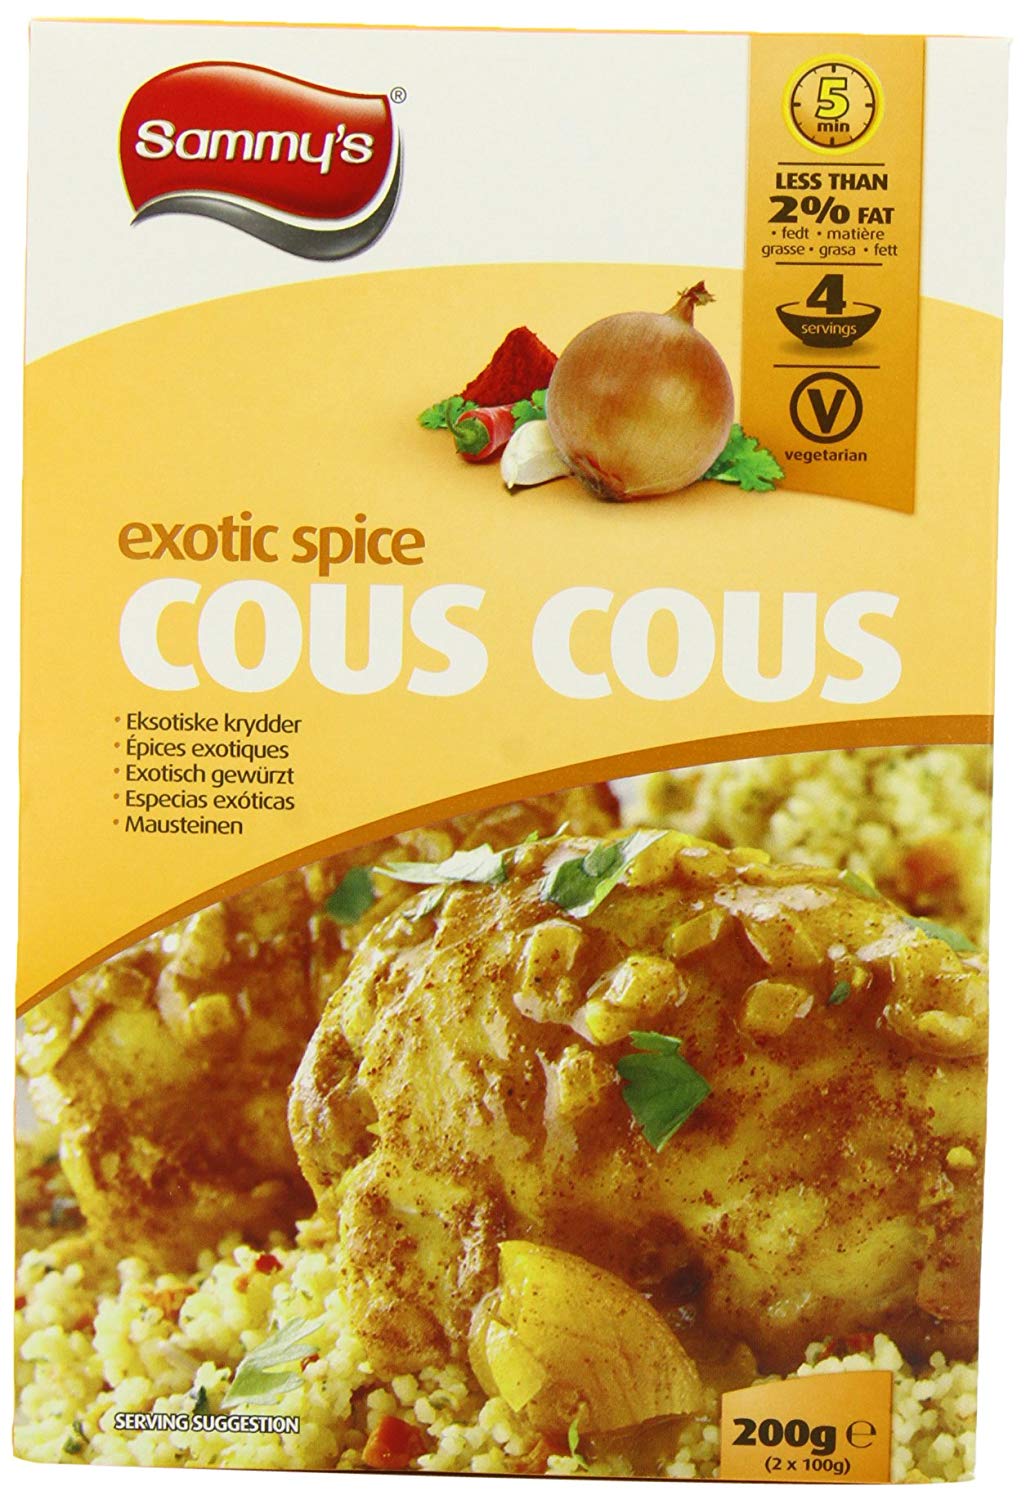 Sammy's ®
5
min
LESS THAN
2% FAT
• fedt • matière
grasse • grasa • fett
4
servings
V
vegetarian
exotic spice
COUS COUS
• Eksotiske krydder
• Épices exotiques
• Exotisch gewürzt
• Especias exóticas
• Mausteinen
SERVING SUGGESTION
200g ℮
(2 x 100g)